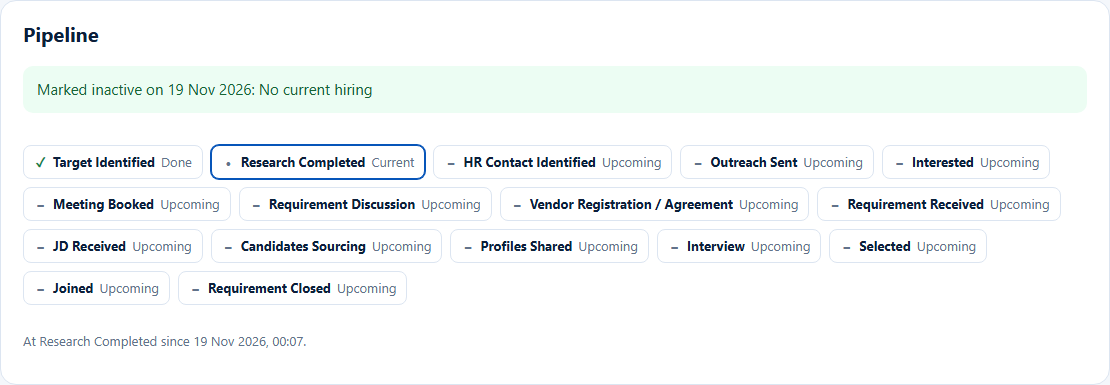 Pipeline
Marked inactive on 19 Nov 2026: No current hiring
✓ Target Identified Done • Research Completed Current – HR Contact Identified Upcoming – Outreach Sent Upcoming – Interested Upcoming
– Meeting Booked Upcoming – Requirement Discussion Upcoming – Vendor Registration / Agreement Upcoming – Requirement Received Upcoming
– JD Received Upcoming – Candidates Sourcing Upcoming – Profiles Shared Upcoming – Interview Upcoming – Selected Upcoming
– Joined Upcoming – Requirement Closed Upcoming
At Research Completed since 19 Nov 2026, 00:07.